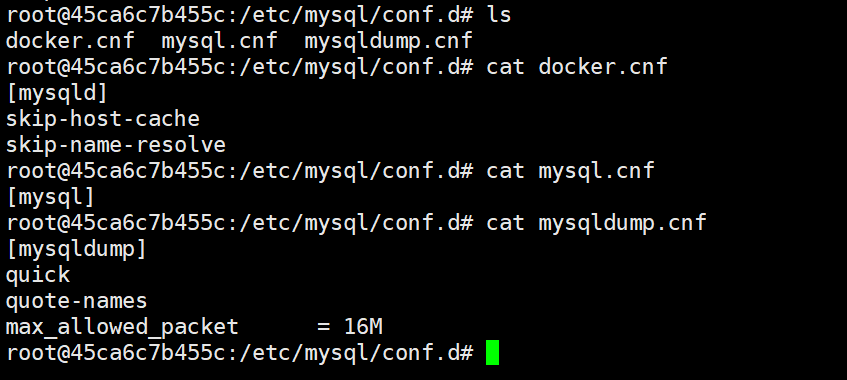 root@45ca6c7b455c:/etc/mysql/conf.d# ls
docker.cnf  mysql.cnf  mysqldump.cnf
root@45ca6c7b455c:/etc/mysql/conf.d# cat docker.cnf
[mysqld]
skip-host-cache
skip-name-resolve
root@45ca6c7b455c:/etc/mysql/conf.d# cat mysql.cnf
[mysql]
root@45ca6c7b455c:/etc/mysql/conf.d# cat mysqldump.cnf
[mysqldump]
quick
quote-names
max_allowed_packet      = 16M
root@45ca6c7b455c:/etc/mysql/conf.d#